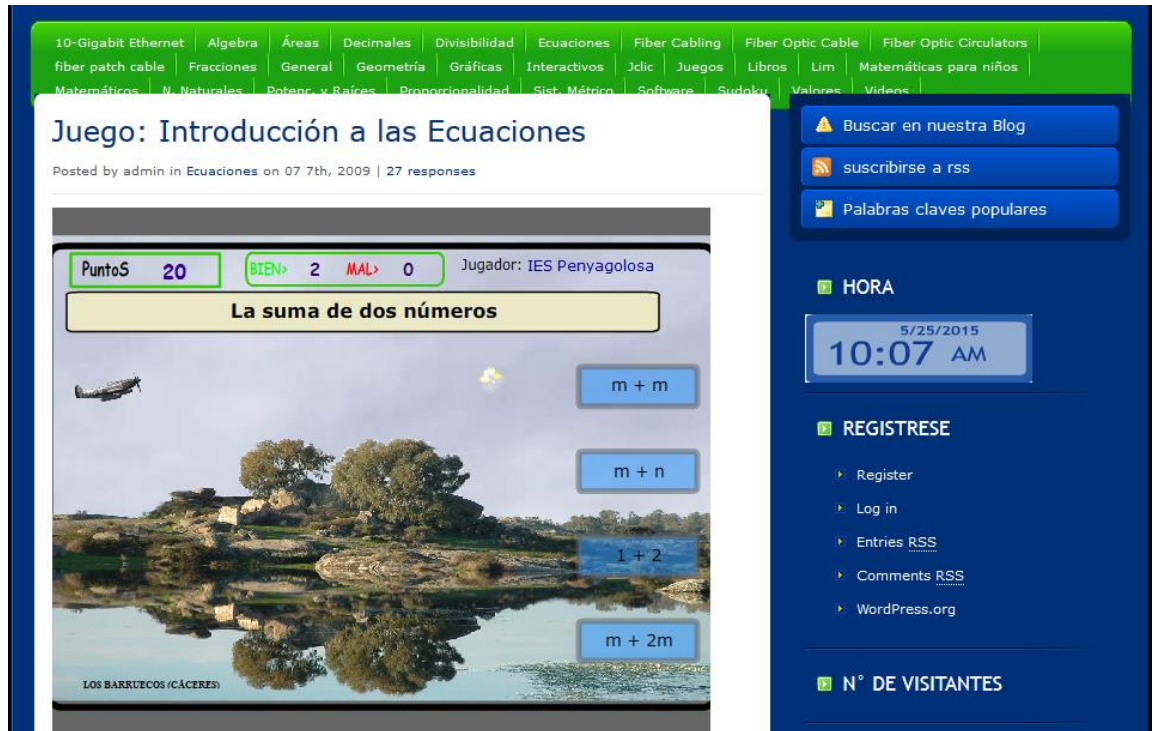 10-Gigabit Ethernet Algebra Áreas Decimales Divisibilidad Ecuaciones Fiber Cabling Fiber Optic Cable Fiber Optic Circulators
fiber patch cable Fracciones General Geometría Gráficas Interactivos Jclic Juegos Libros Lim Matemáticas para niños
Matemáticos N. Naturales Potenc. y Raíces Proporcionalidad Sist. Métrico Software Sudoku Valores Videos
Juego: Introducción a las Ecuaciones
Posted by admin in Ecuaciones on 07 7th, 2009 | 27 responses
PuntoS 20 BIEN> 2 MAL> 0 Jugador: IES Penyagolosa
La suma de dos números
m + m
m + n
1 + 2
m + 2m
LOS BARRUECOS (CÁCERES)
Buscar en nuestra Blog
suscribirse a rss
Palabras claves populares
HORA
5/25/2015
10:07 AM
REGISTRESE
Register
Log in
Entries RSS
Comments RSS
WordPress.org
N° DE VISITANTES